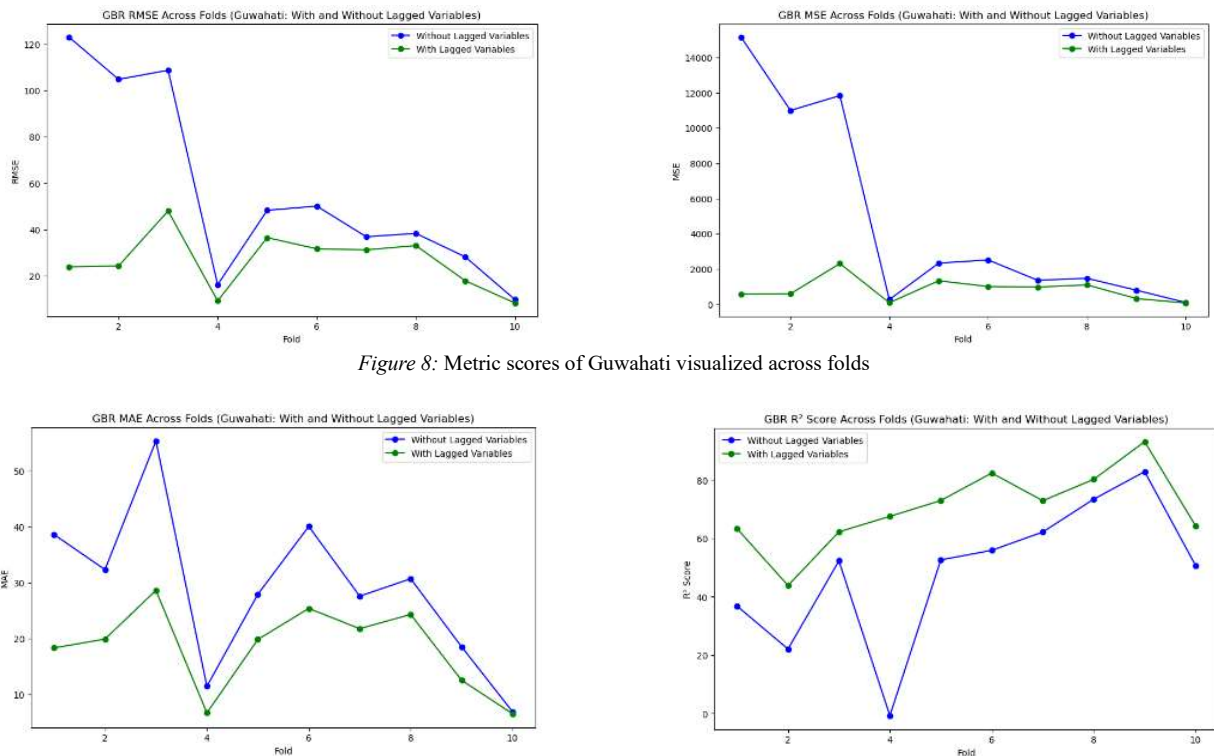 GBR RMSE Across Folds (Guwahati: With and Without Lagged Variables)
Without Lagged Variables
With Lagged Variables
120
100
80
60
40
20
RMSE
2 4 6 8 10
Fold
GBR MSE Across Folds (Guwahati: With and Without Lagged Variables)
Without Lagged Variables
With Lagged Variables
14000
12000
10000
8000
6000
4000
2000
0
MSE
2 4 6 8 10
Fold
Figure 8: Metric scores of Guwahati visualized across folds
GBR MAE Across Folds (Guwahati: With and Without Lagged Variables)
Without Lagged Variables
With Lagged Variables
50
40
30
20
10
MAE
2 4 6 8 10
Fold
GBR R² Score Across Folds (Guwahati: With and Without Lagged Variables)
Without Lagged Variables
With Lagged Variables
80
60
40
20
0
R² Score
2 4 6 8 10
Fold